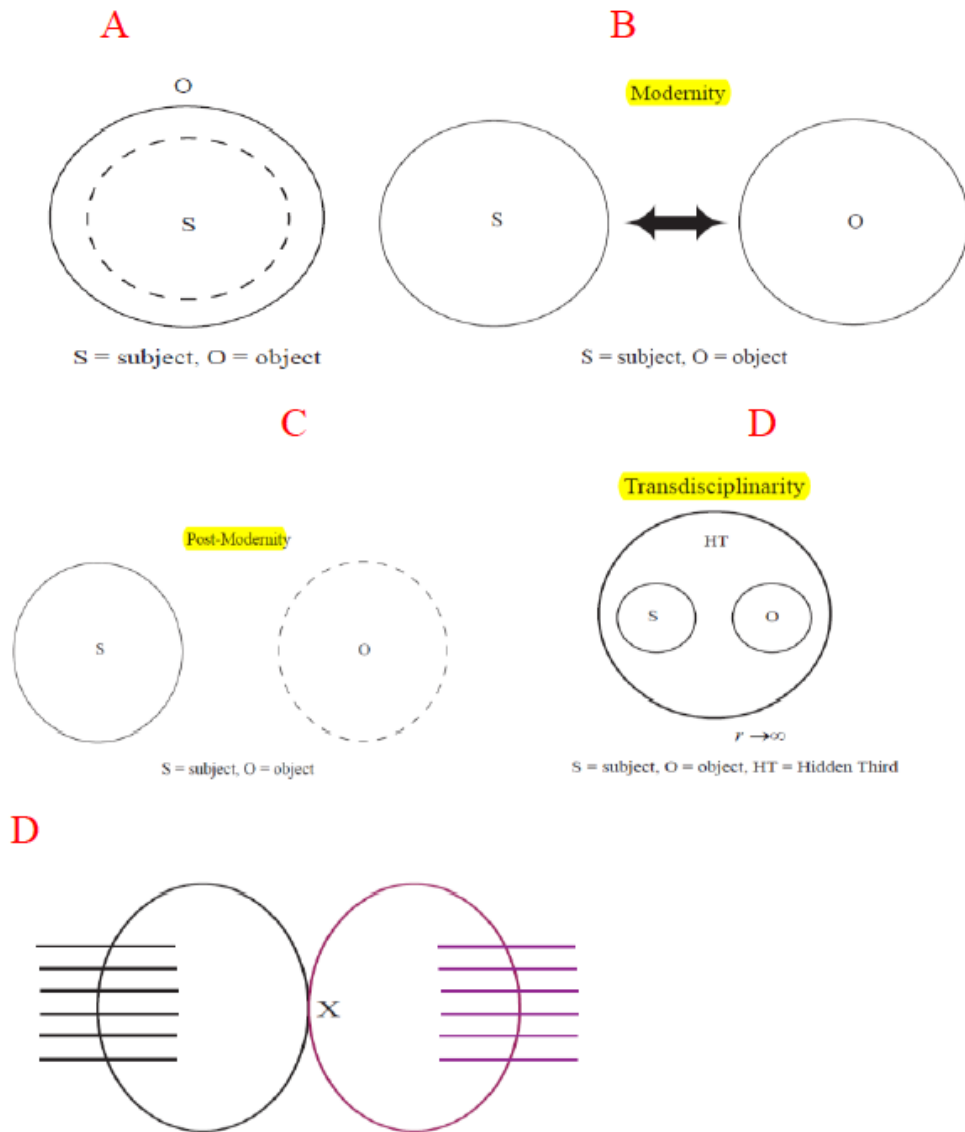 A
B
O
Modernity
S
S
O
S = subject, O = object
S = subject, O = object
C
D
Transdisciplinarity
Post-Modernity
HT
S
O
S
O
r →∞
S = subject, O = object
S = subject, O = object, HT = Hidden Third
D
X